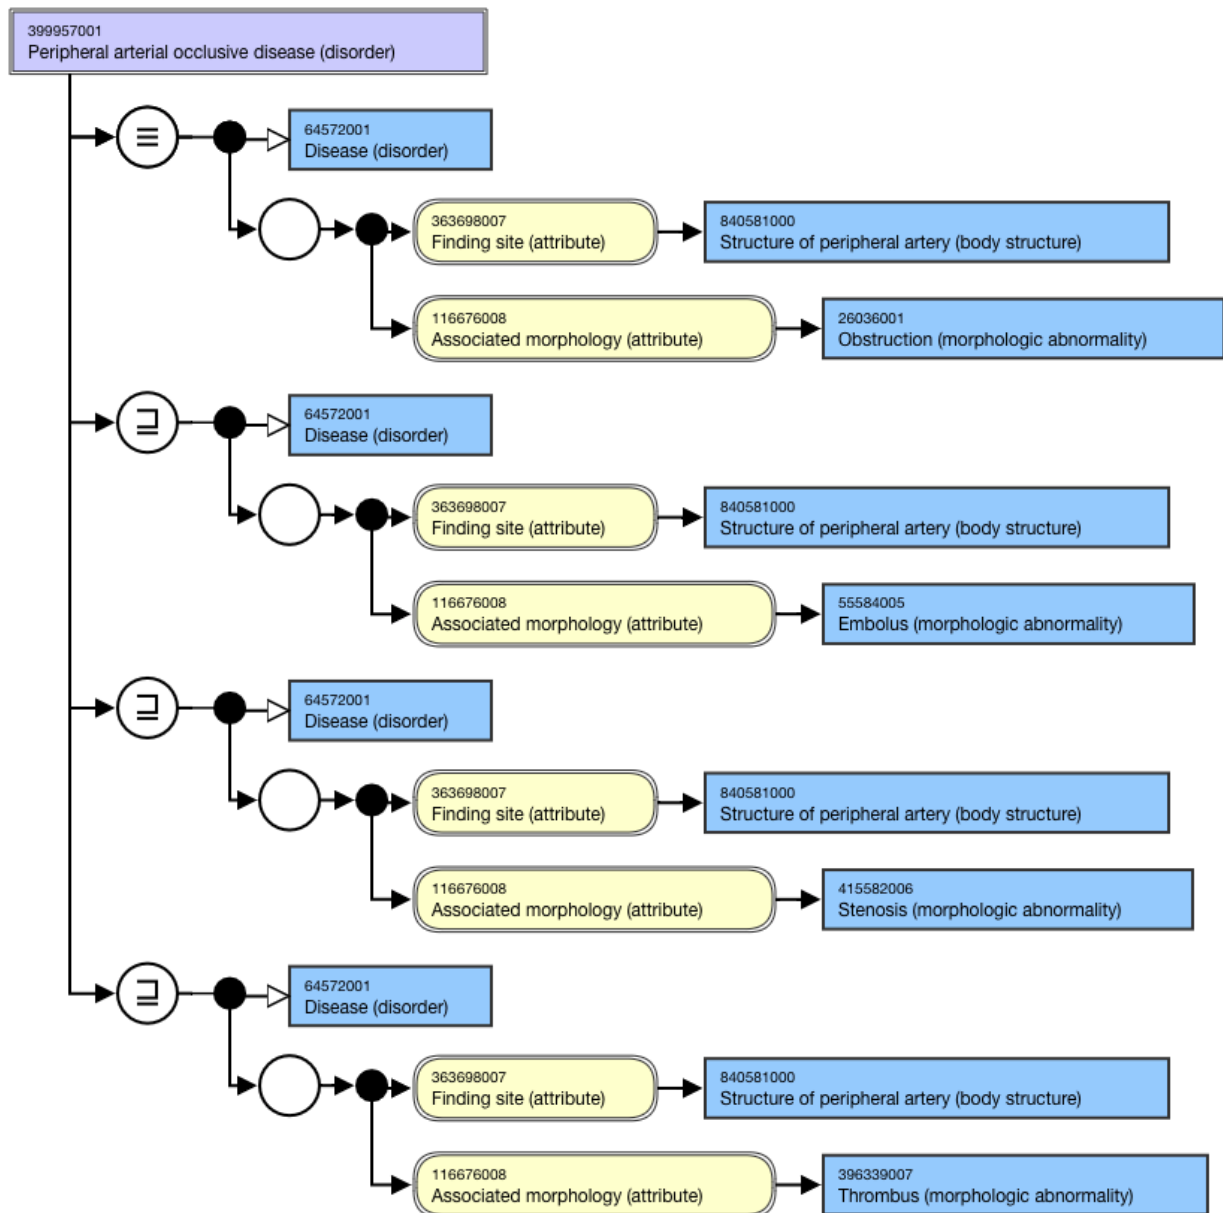 399957001
Peripheral arterial occlusive disease (disorder)
≡
64572001
Disease (disorder)
363698007
Finding site (attribute)
840581000
Structure of peripheral artery (body structure)
116676008
Associated morphology (attribute)
26036001
Obstruction (morphologic abnormality)
⊒
64572001
Disease (disorder)
363698007
Finding site (attribute)
840581000
Structure of peripheral artery (body structure)
116676008
Associated morphology (attribute)
55584005
Embolus (morphologic abnormality)
⊒
64572001
Disease (disorder)
363698007
Finding site (attribute)
840581000
Structure of peripheral artery (body structure)
116676008
Associated morphology (attribute)
415582006
Stenosis (morphologic abnormality)
⊒
64572001
Disease (disorder)
363698007
Finding site (attribute)
840581000
Structure of peripheral artery (body structure)
116676008
Associated morphology (attribute)
396339007
Thrombus (morphologic abnormality)